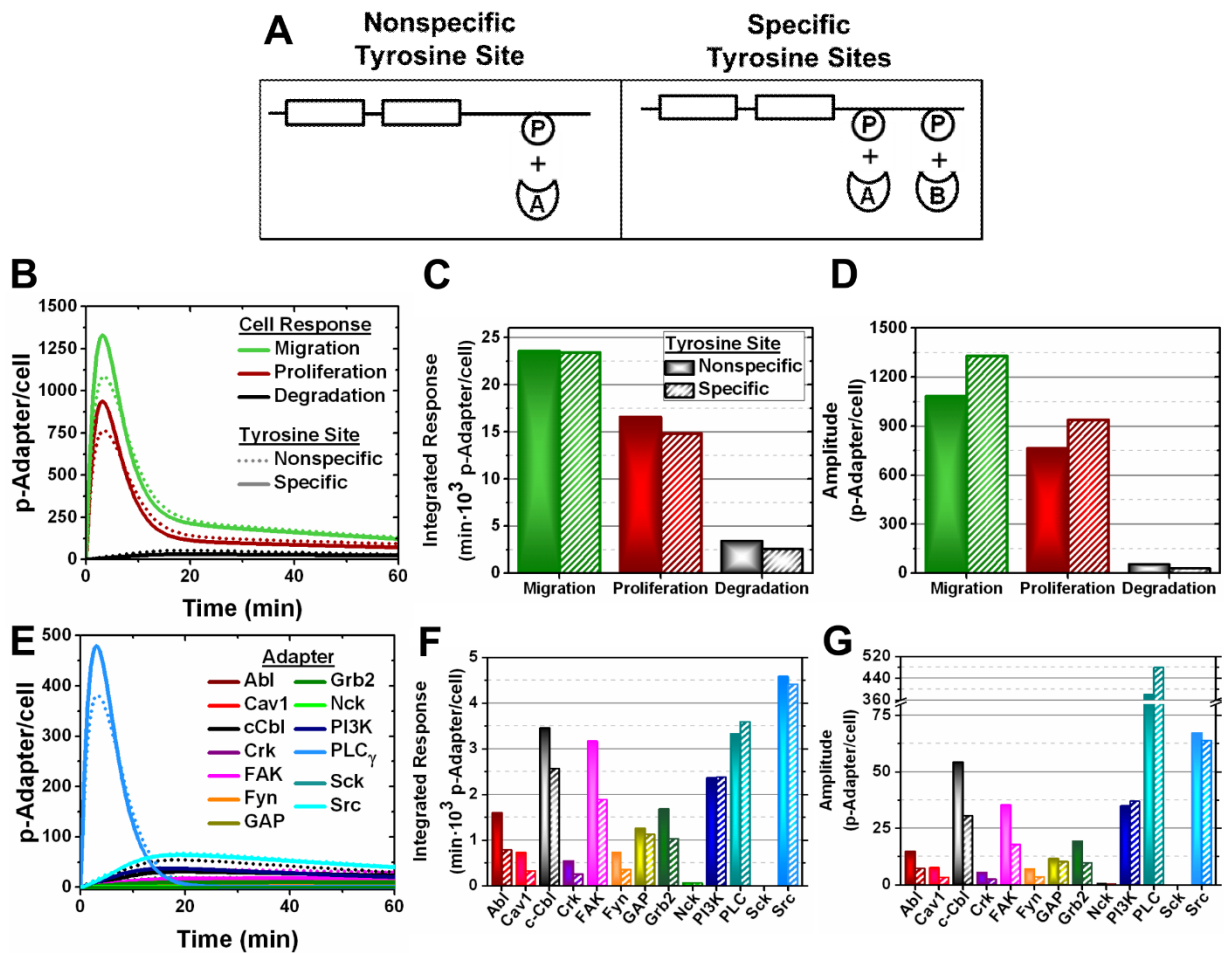 A
Nonspecific
Tyrosine Site
Specific
Tyrosine Sites
P
+
A
P
+
A
P
+
B
B
p-Adapter/cell
1500
1250
1000
750
500
250
0
0
20
40
60
Time (min)
Cell Response
Migration
Proliferation
Degradation
Tyrosine Site
Nonspecific
Specific
C
Integrated Response
(min·10³ p-Adapter/cell)
25
20
15
10
5
0
Tyrosine Site
Nonspecific
Specific
Migration
Proliferation
Degradation
D
Amplitude
(p-Adapter/cell)
1500
1200
900
600
300
0
Migration
Proliferation
Degradation
E
p-Adapter/cell
500
400
300
200
100
0
0
20
40
60
Time (min)
Adapter
Abl
Cav1
cCbl
Crk
FAK
Fyn
GAP
Grb2
Nck
PI3K
PLCγ
Sck
Src
F
Integrated Response
(min·10³ p-Adapter/cell)
5
4
3
2
1
0
Abl
Cav1
c-Cbl
Crk
FAK
Fyn
GAP
Grb2
Nck
PI3K
PLC
Sck
Src
G
Amplitude
(p-Adapter/cell)
520
440
360
75
50
25
0
Abl
Cav1
c-Cbl
Crk
FAK
Fyn
GAP
Grb2
Nck
PI3K
PLC
Sck
Src